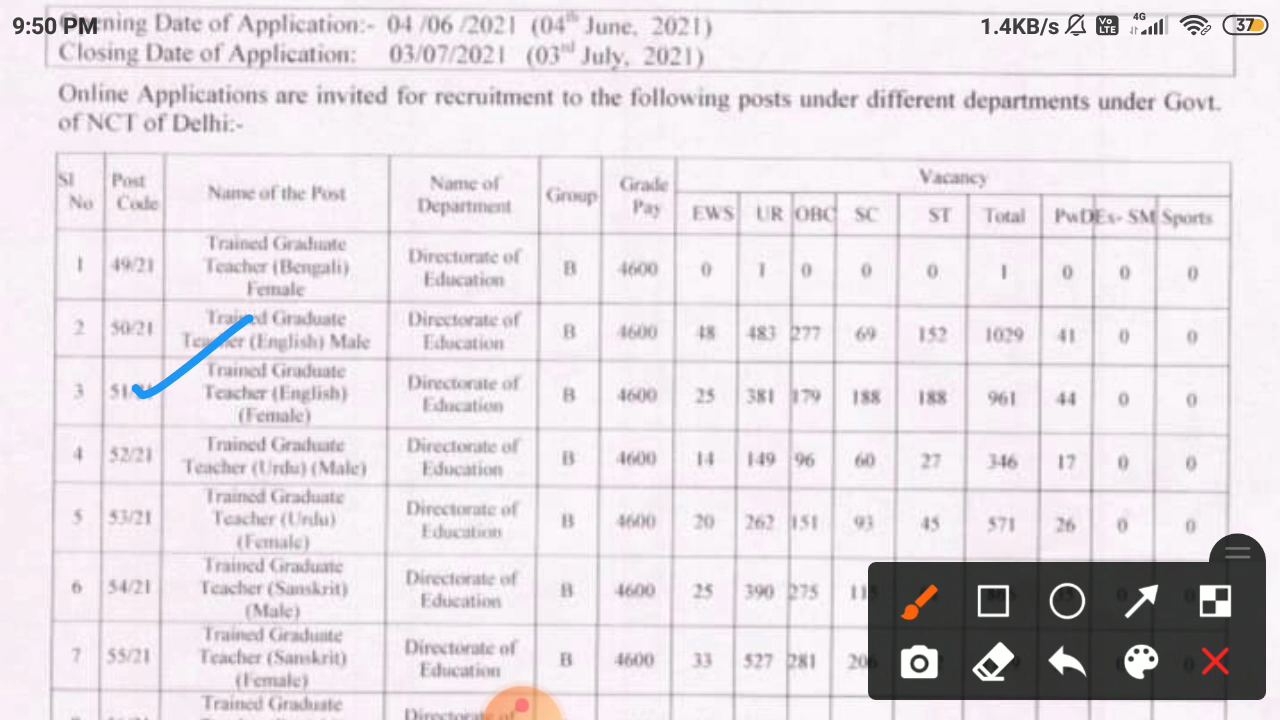 9:50 PM
1.4KB/s
Vo LTE
4G
37
Opening Date of Application:- 04 /06 /2021 (04th June, 2021)
Closing Date of Application: 03/07/2021 (03rd July, 2021)
Online Applications are invited for recruitment to the following posts under different departments under Govt.
of NCT of Delhi:-
Sl No Post Code Name of the Post Name of Department Group Grade Pay Vacancy
EWS UR OBC SC ST Total PwD Ex- SM Sports
1 49/21 Trained Graduate Teacher (Bengali) Female Directorate of Education B 4600 0 1 0 0 0 1 0 0 0
2 50/21 Trained Graduate Teacher (English) Male Directorate of Education B 4600 48 483 277 69 152 1029 41 0 0
3 Trained Graduate Teacher (English) (Female) Directorate of Education B 4600 25 381 179 188 188 961 44 0 0
4 52/21 Trained Graduate Teacher (Urdu) (Male) Directorate of Education B 4600 14 149 96 60 27 346 17 0 0
5 53/21 Trained Graduate Teacher (Urdu) (Female) Directorate of Education B 4600 20 262 151 93 45 571 26 0 0
6 54/21 Trained Graduate Teacher (Sanskrit) (Male) Directorate of Education B 4600 25 390 275
7 55/21 Trained Graduate Teacher (Sanskrit) (Female) Directorate of Education B 4600 33 527 281
Trained Graduate